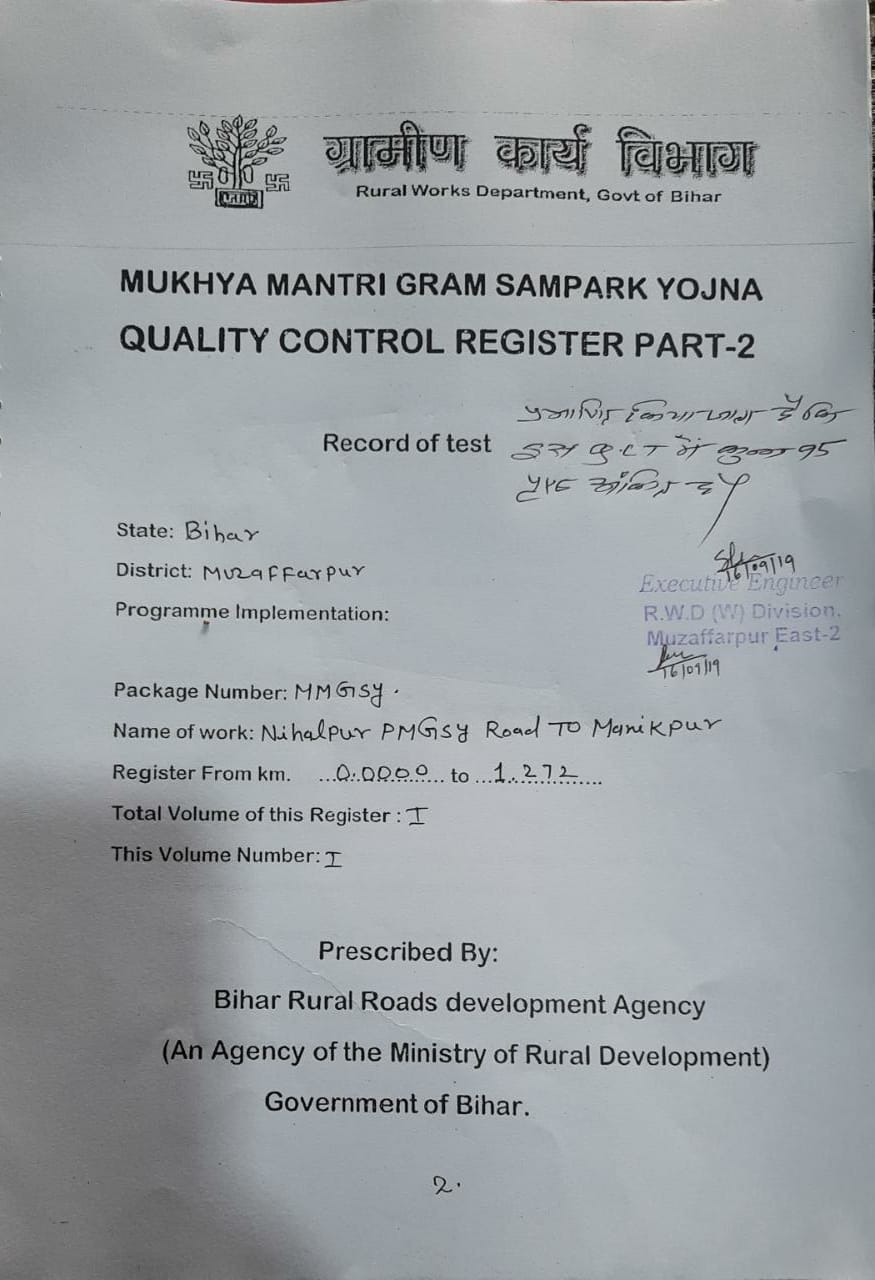 ग्रामीण कार्य विभाग
Rural Works Department, Govt of Bihar
MUKHYA MANTRI GRAM SAMPARK YOJNA
QUALITY CONTROL REGISTER PART-2
प्रमाणित किया जाता है कि
Record of test
इस में कुल 95
पृष्ठ अंकित है
State: Bihar
District: Muzaffarpur
16/09/19
Executive Engineer
Programme Implementation:
R.W.D (W) Division.
Muzaffarpur East-2
16/09/19
Package Number: MMGSY.
Name of work: Nihalpur PMGSY Road To Manikpur
Register From km. ...0.0000... to ...1.272...
Total Volume of this Register : I
This Volume Number: I
Prescribed By:
Bihar Rural Roads development Agency
(An Agency of the Ministry of Rural Development)
Government of Bihar.
2.